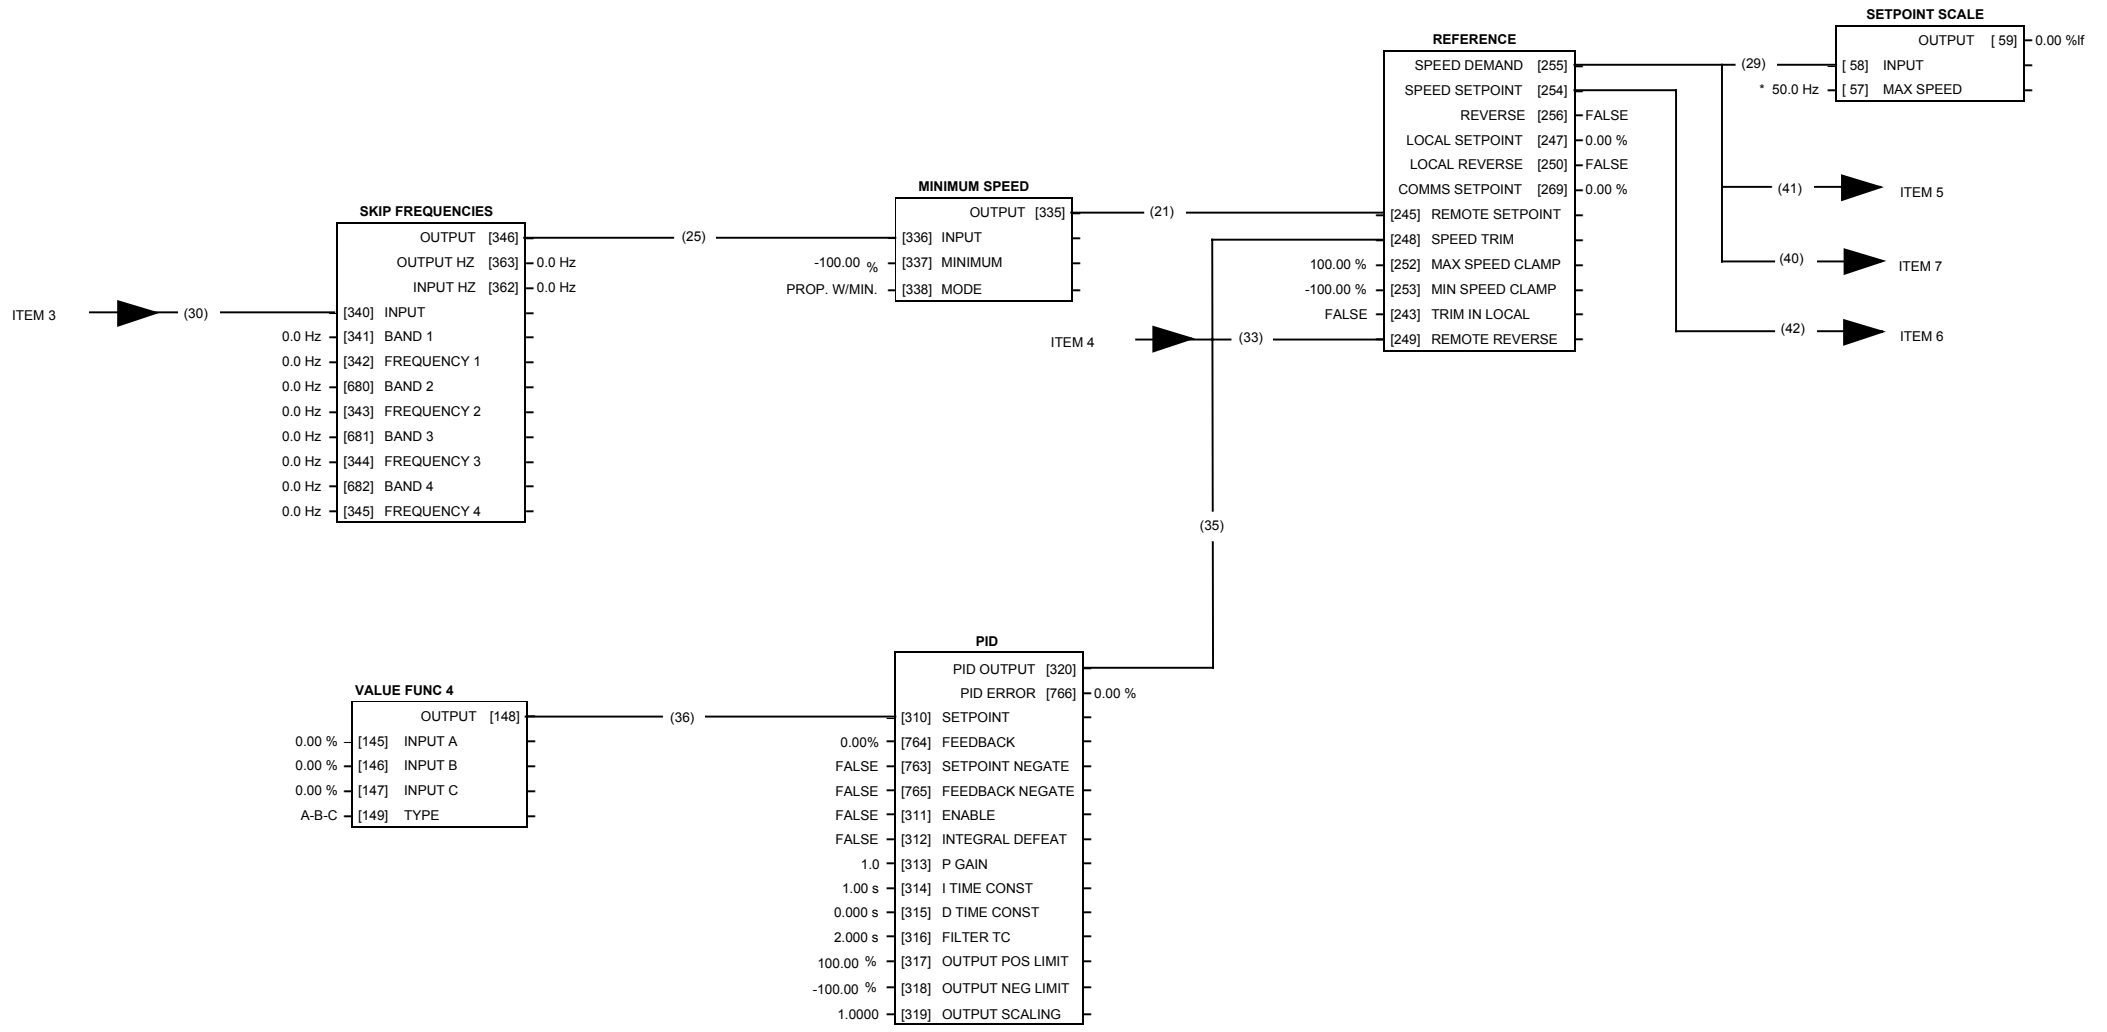 SETPOINT SCALE
OUTPUT [ 59] 0.00 %lf
[ 58] INPUT
* 50.0 Hz [ 57] MAX SPEED
REFERENCE
SPEED DEMAND [255]
(29)
SPEED SETPOINT [254]
REVERSE [256] FALSE
LOCAL SETPOINT [247] 0.00 %
LOCAL REVERSE [250] FALSE
COMMS SETPOINT [269] 0.00 %
[245] REMOTE SETPOINT
[248] SPEED TRIM
100.00 % [252] MAX SPEED CLAMP
-100.00 % [253] MIN SPEED CLAMP
FALSE [243] TRIM IN LOCAL
[249] REMOTE REVERSE
(41) ITEM 5
(40) ITEM 7
(42) ITEM 6
MINIMUM SPEED
OUTPUT [335]
(21)
[336] INPUT
-100.00 % [337] MINIMUM
PROP. W/MIN. [338] MODE
ITEM 4 (33)
SKIP FREQUENCIES
OUTPUT [346]
(25)
OUTPUT HZ [363] 0.0 Hz
INPUT HZ [362] 0.0 Hz
ITEM 3 (30) [340] INPUT
0.0 Hz [341] BAND 1
0.0 Hz [342] FREQUENCY 1
0.0 Hz [680] BAND 2
0.0 Hz [343] FREQUENCY 2
0.0 Hz [681] BAND 3
0.0 Hz [344] FREQUENCY 3
0.0 Hz [682] BAND 4
0.0 Hz [345] FREQUENCY 4
(35)
VALUE FUNC 4
OUTPUT [148]
(36)
0.00 % [145] INPUT A
0.00 % [146] INPUT B
0.00 % [147] INPUT C
A-B-C [149] TYPE
PID
PID OUTPUT [320]
PID ERROR [766] 0.00 %
[310] SETPOINT
0.00% [764] FEEDBACK
FALSE [763] SETPOINT NEGATE
FALSE [765] FEEDBACK NEGATE
FALSE [311] ENABLE
FALSE [312] INTEGRAL DEFEAT
1.0 [313] P GAIN
1.00 s [314] I TIME CONST
0.000 s [315] D TIME CONST
2.000 s [316] FILTER TC
100.00 % [317] OUTPUT POS LIMIT
-100.00 % [318] OUTPUT NEG LIMIT
1.0000 [319] OUTPUT SCALING